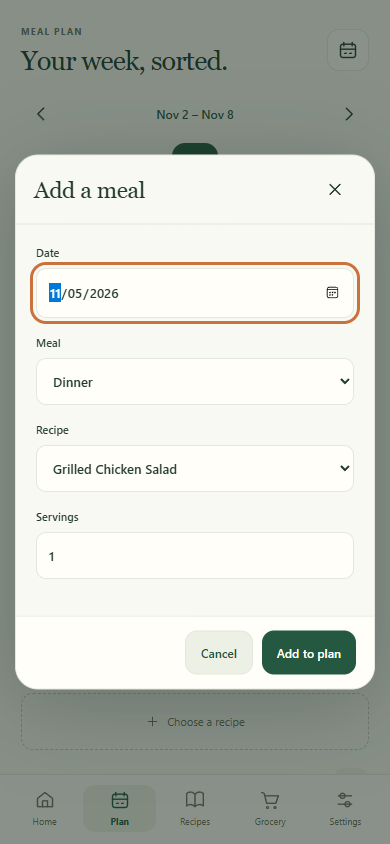 MEAL PLAN
Your week, sorted.
Nov 2 – Nov 8
Add a meal
Date
11/05/2026
Meal
Dinner
Recipe
Grilled Chicken Salad
Servings
1
Cancel
Add to plan
+ Choose a recipe
Home
Plan
Recipes
Grocery
Settings